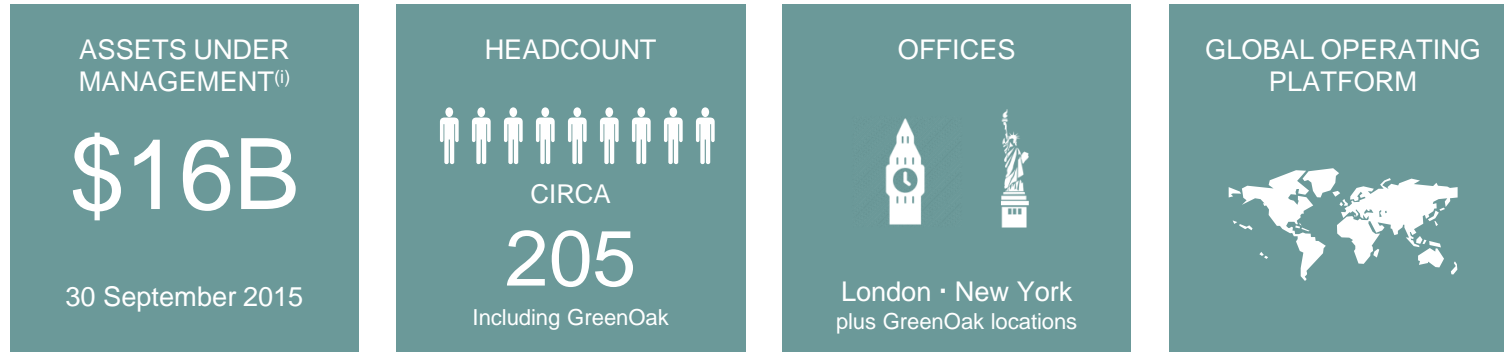 ASSETS UNDER
MANAGEMENT(i)
$16B
30 September 2015
HEADCOUNT
CIRCA
205
Including GreenOak
OFFICES
London · New York
plus GreenOak locations
GLOBAL OPERATING
PLATFORM